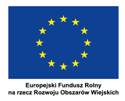 Europejski Fundusz Rolny
na rzecz Rozwoju Obszarów Wiejskich